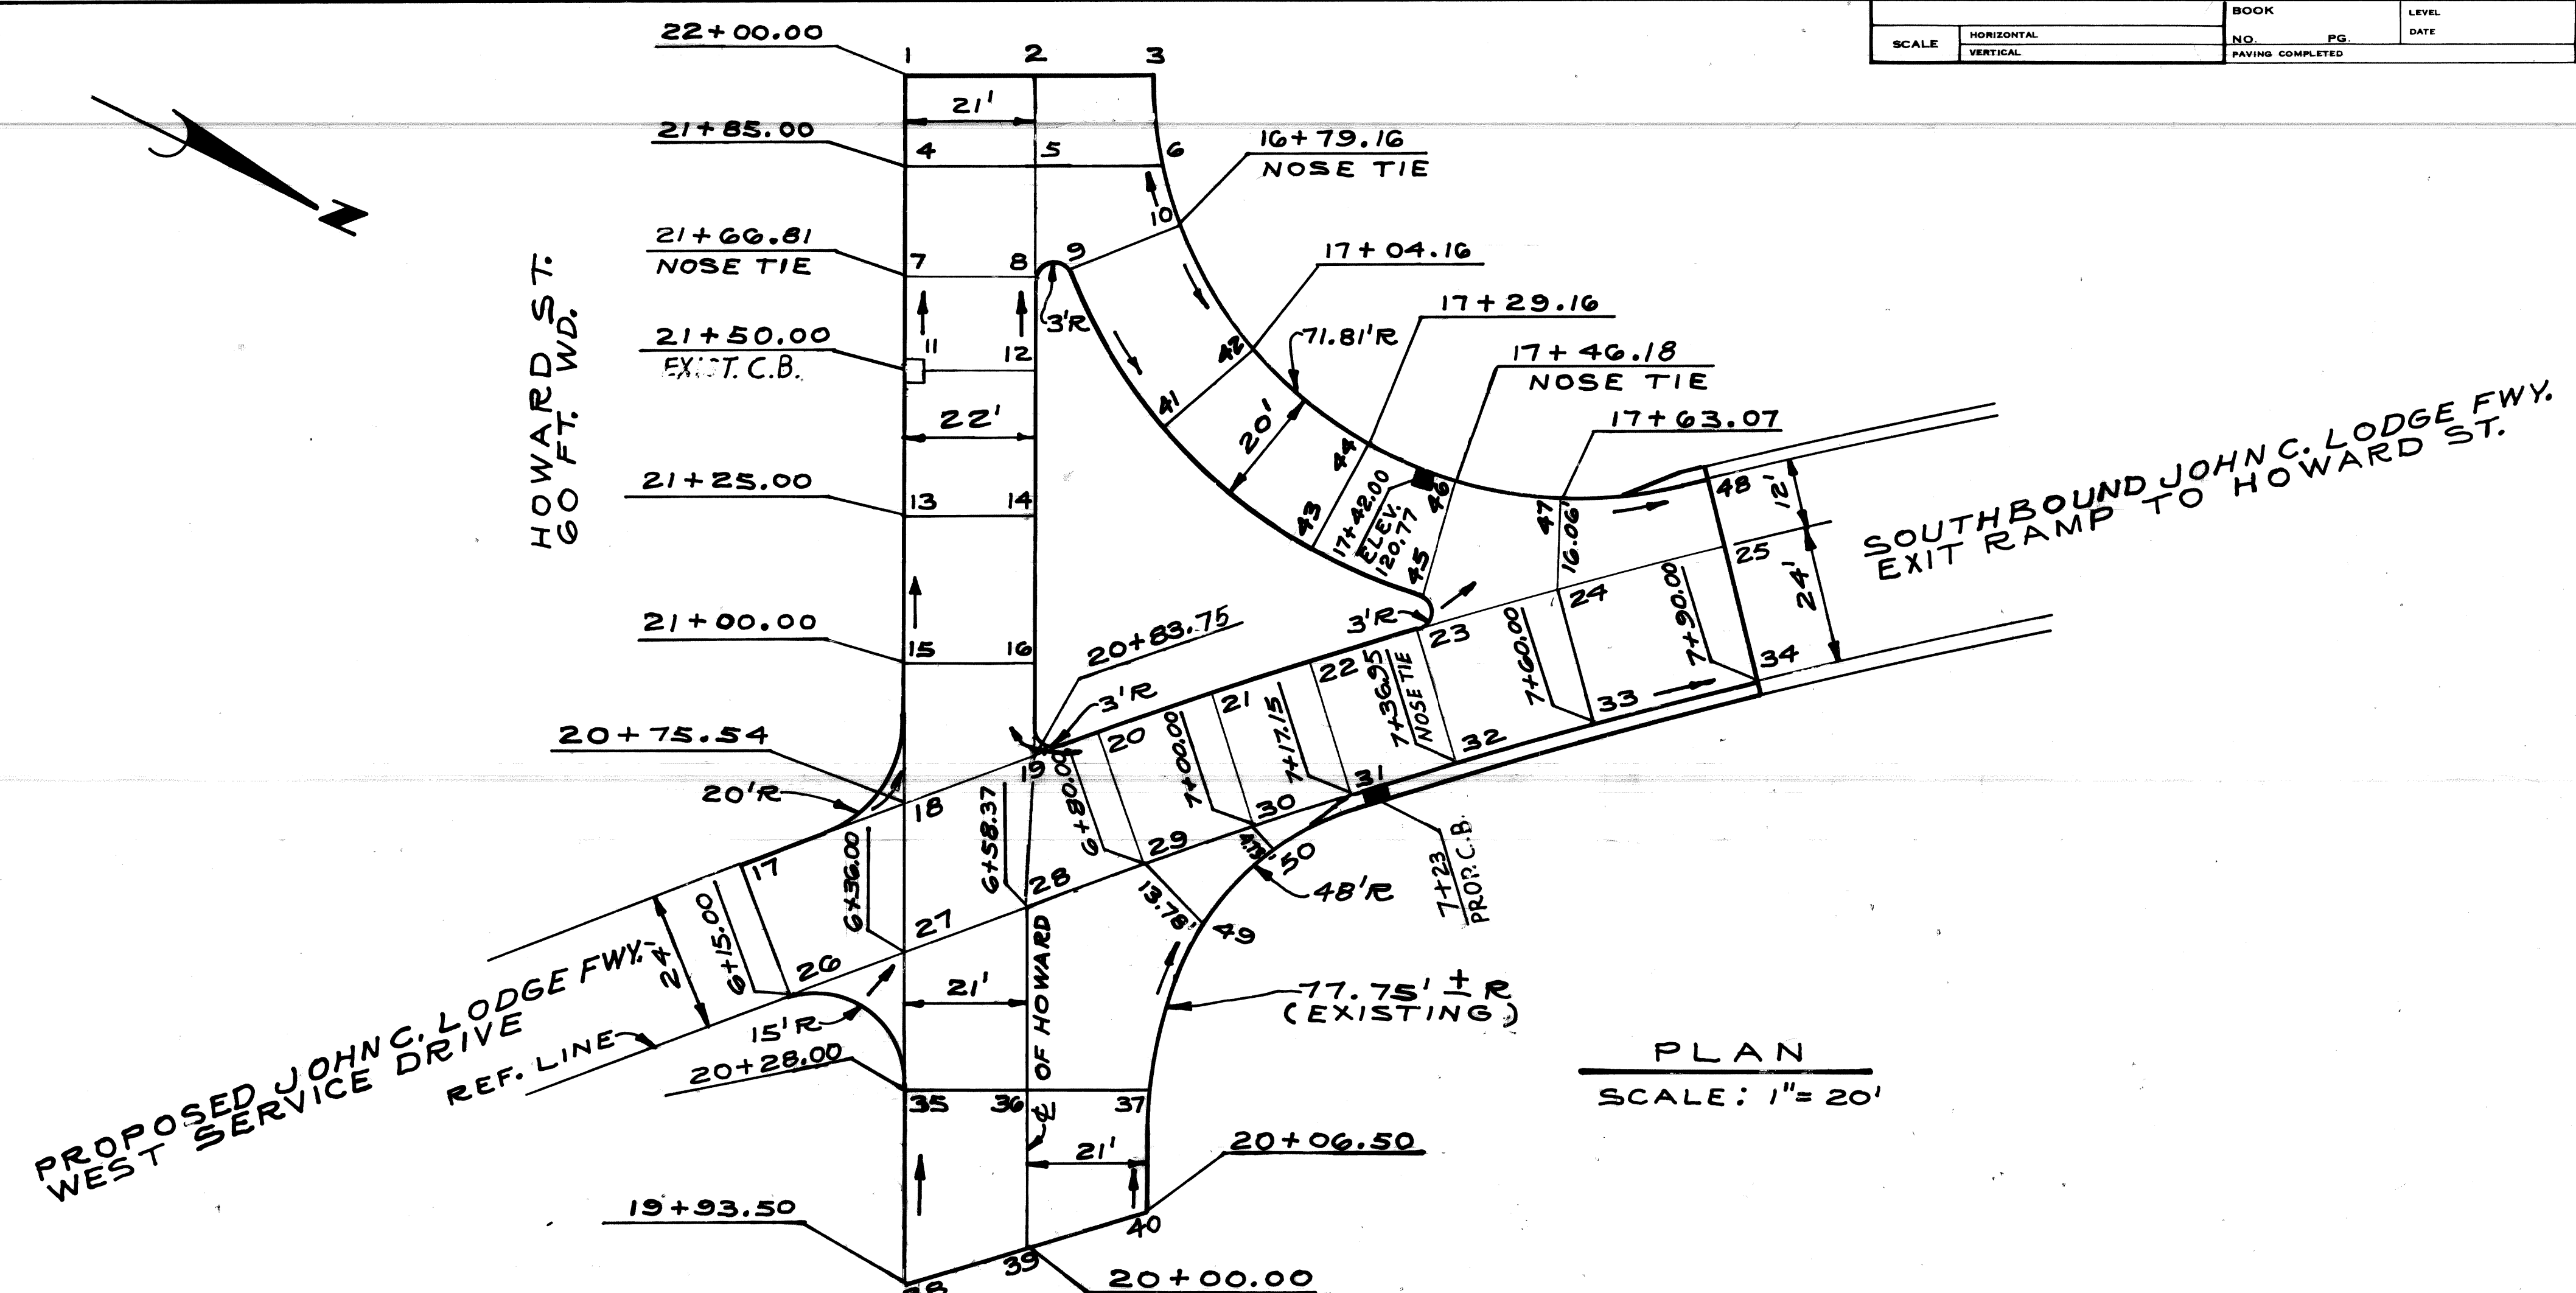 BOOK
LEVEL
NO. PG.
DATE
SCALE
HORIZONTAL
VERTICAL
PAVING COMPLETED
22+00.00
1 2 3
21'
21+85.00
4 5 6
16+79.16
NOSE TIE
10
N
21+66.81
NOSE TIE
7 8 9
3'R
17+04.16
17+29.16
21+50.00
EXIST. C.B.
11 12
42
71.81'R
17+46.18
NOSE TIE
HOWARD ST.
60 FT. WD.
22'
41
20'
44
17+63.07
SOUTHBOUND JOHN C. LODGE FWY.
EXIT RAMP TO HOWARD ST.
21+25.00
13 14
43
17+42.00
ELEV.
120.77
46
45
47
16.06'
48
12'
25
24'
21+00.00
15 16
20+83.75
3'R
3'R
23
24
22
21
20
7+36.95
NOSE TIE
7+60.00
7+90.00
34
33
32
20+75.54
20'R
18
19
6+80.00
7+00.00
7+17.15
31
30
29
4.75'
50
17
6+36.00
6+58.37
28
27
13.78'
49
48'R
7+23
PROP. C.B.
24'
6+15.00
26
PROPOSED JOHN C. LODGE FWY.
WEST SERVICE DRIVE
REF. LINE
15'R
21'
℄ OF HOWARD
77.75' ± R
(EXISTING)
20+28.00
35 36 37
PLAN
SCALE: 1"= 20'
21'
20+06.50
19+93.50
40
39
38
20+00.00